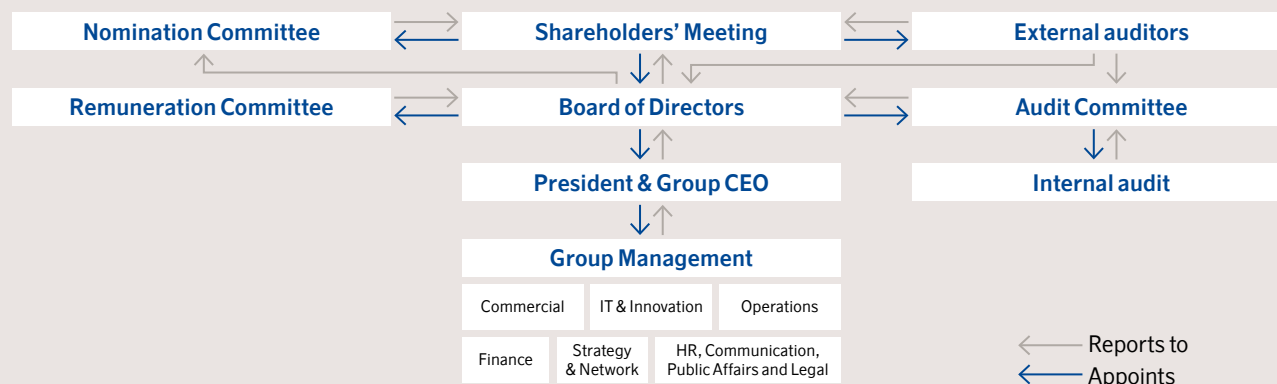 Nomination Committee
Shareholders’ Meeting
External auditors
Remuneration Committee
Board of Directors
Audit Committee
President & Group CEO
Internal audit
Group Management
Commercial
IT & Innovation
Operations
Finance
Strategy
& Network
HR, Communication,
Public Affairs and Legal
Reports to
Appoints